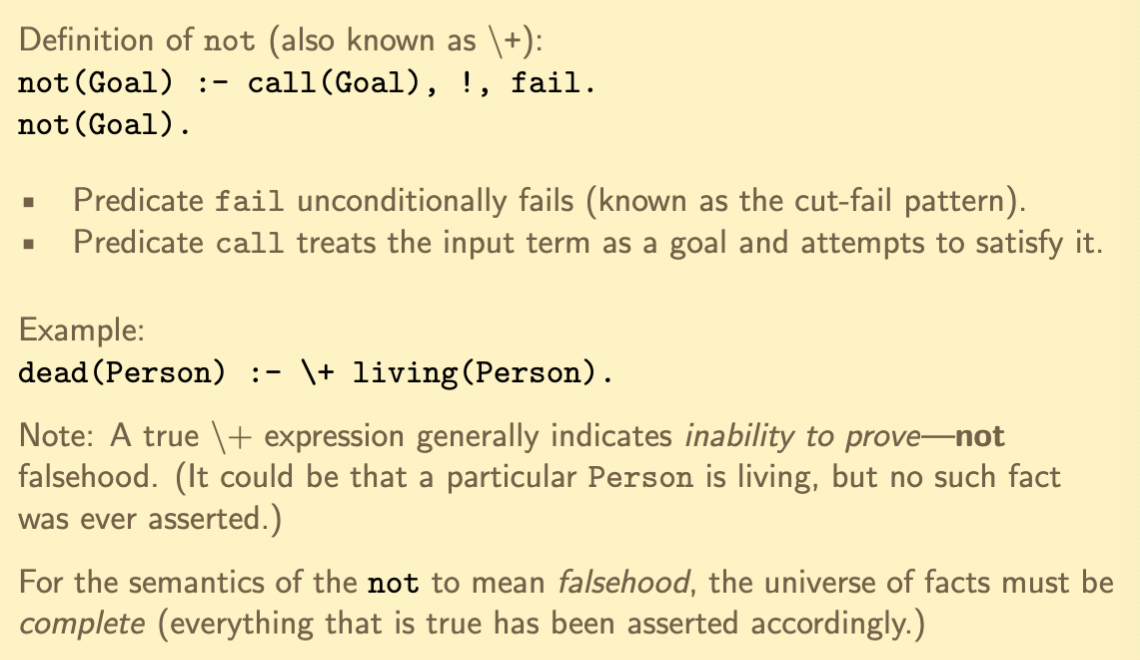 Definition of not (also known as \+):
not(Goal) :- call(Goal), !, fail.
not(Goal).
▪ Predicate fail unconditionally fails (known as the cut-fail pattern).
▪ Predicate call treats the input term as a goal and attempts to satisfy it.
Example:
dead(Person) :- \+ living(Person).
Note: A true \+ expression generally indicates inability to prove—not
falsehood. (It could be that a particular Person is living, but no such fact
was ever asserted.)
For the semantics of the not to mean falsehood, the universe of facts must be
complete (everything that is true has been asserted accordingly.)